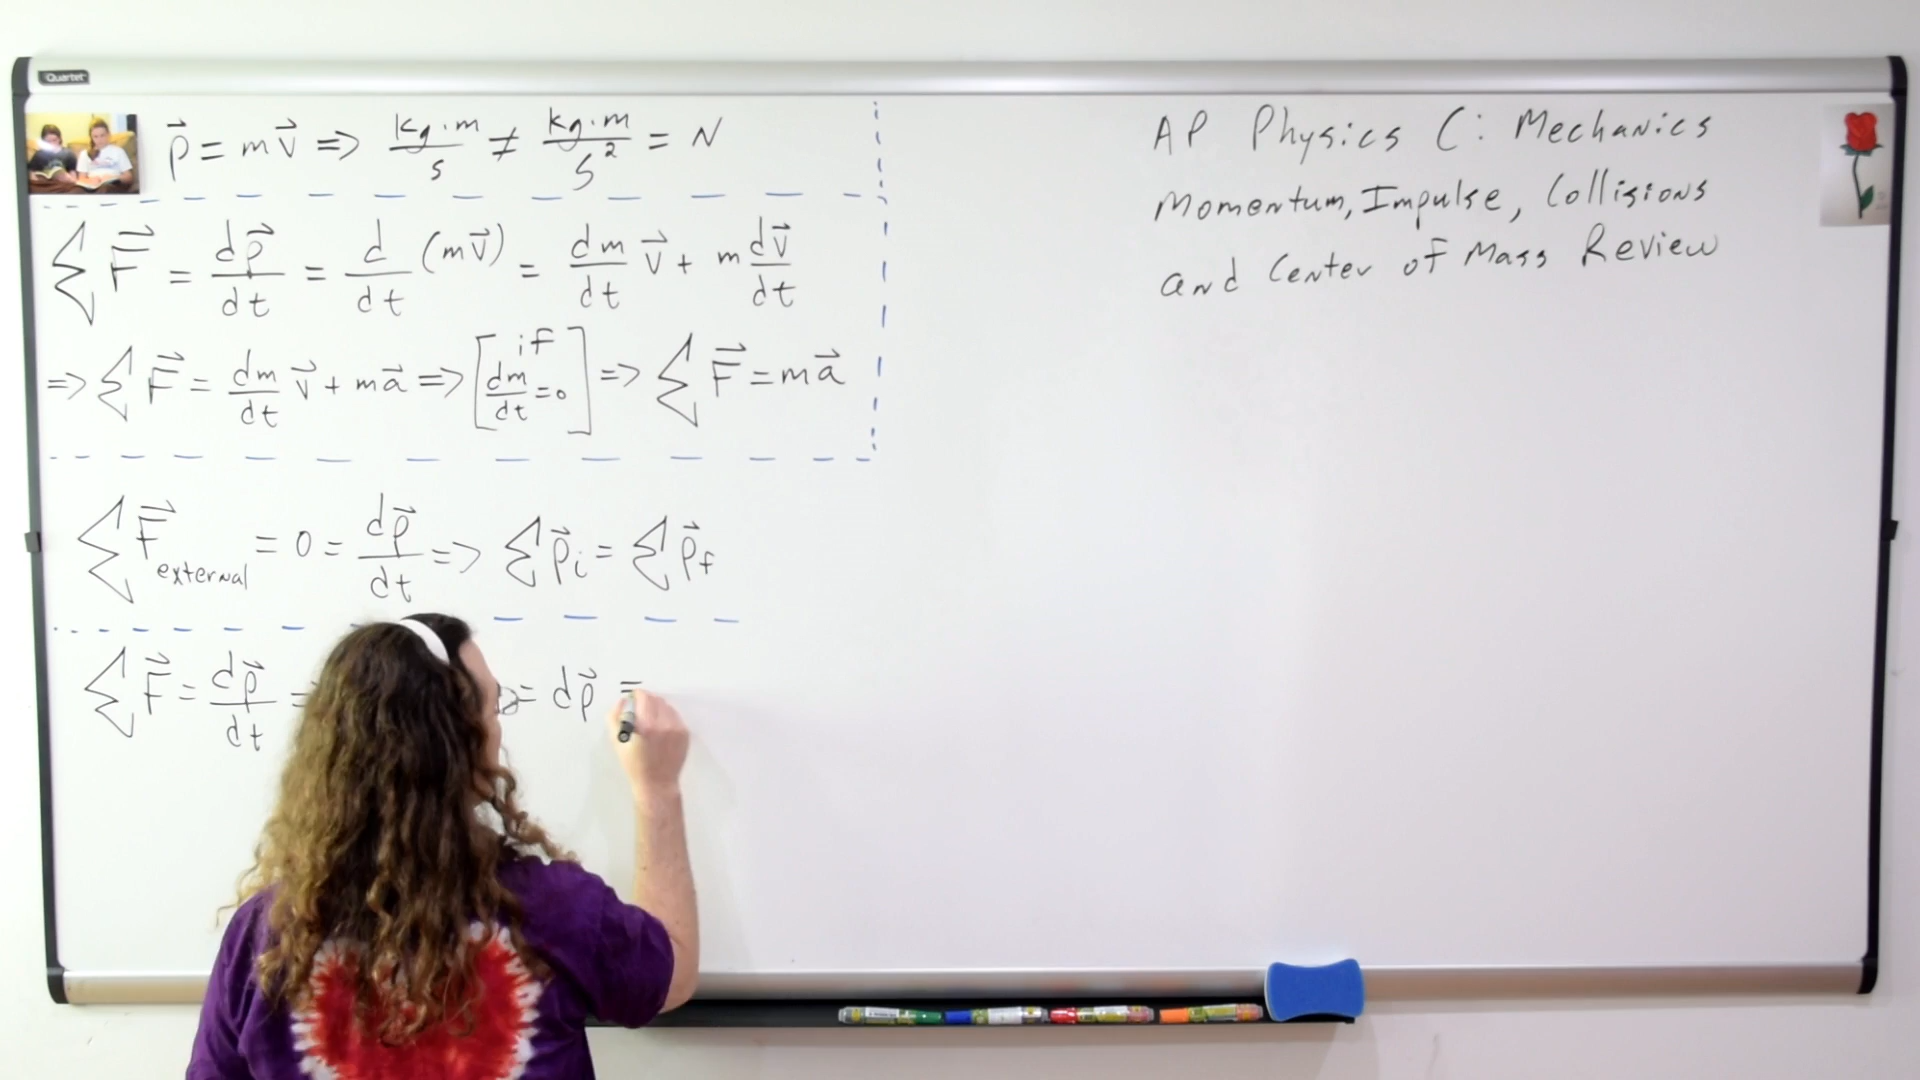 Quartet
p⃗ = mv⃗ => kg·m/s ≠ kg·m/s² = N
AP Physics C: Mechanics
Momentum, Impulse, Collisions
and Center of Mass Review
∑F⃗ = dp⃗/dt = d/dt (mv⃗) = dm/dt v⃗ + m dv⃗/dt
=> ∑F⃗ = dm/dt v⃗ + ma⃗ => [if dm/dt = 0] => ∑F⃗ = ma⃗
∑F⃗external = 0 = dp⃗/dt => ∑p⃗i = ∑p⃗f
∑F⃗ = dp⃗/dt = = dp⃗ =